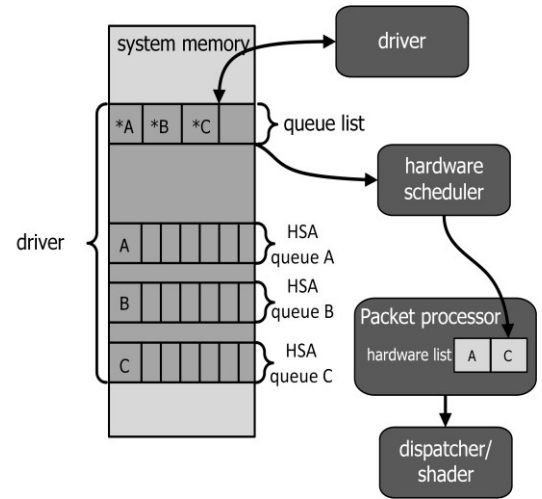 system memory
driver
*A *B *C
queue list
hardware
scheduler
driver
A
HSA
queue A
B
HSA
queue B
C
HSA
queue C
Packet processor
hardware list A C
dispatcher/
shader